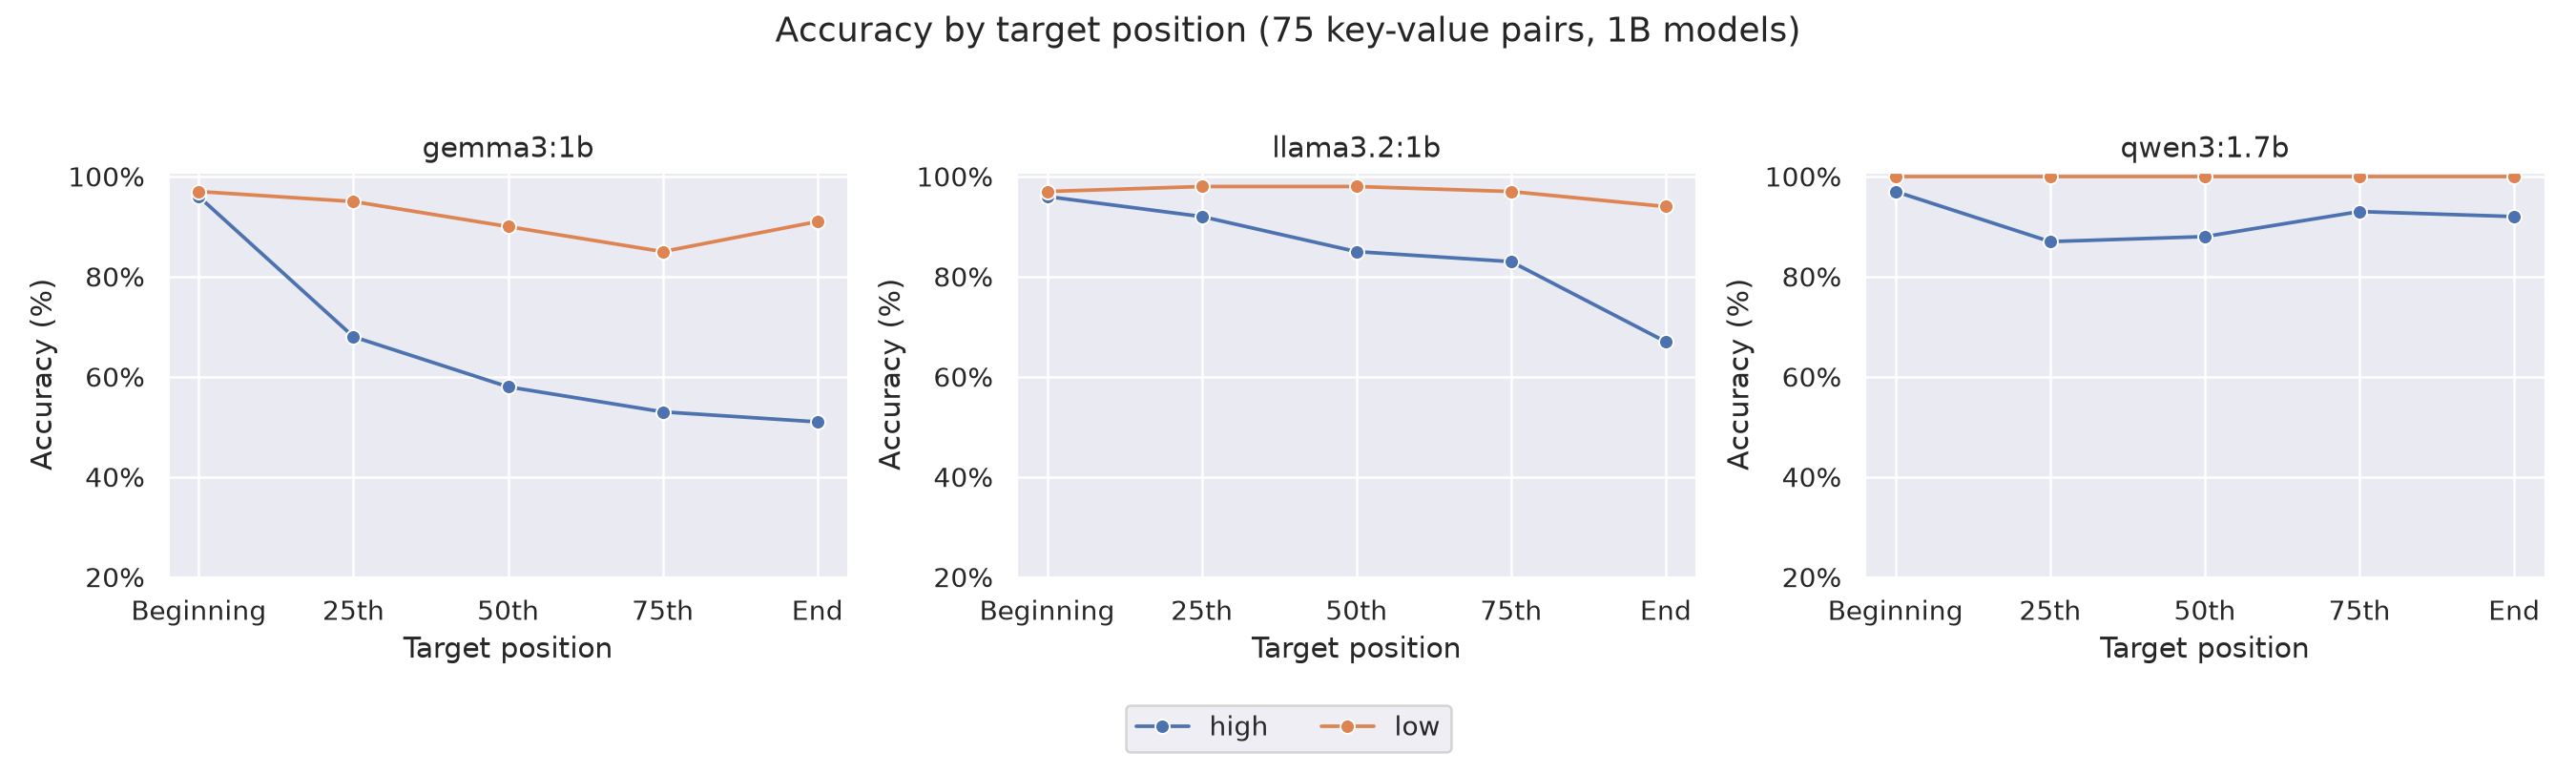 Accuracy by target position (75 key-value pairs, 1B models)
gemma3:1b
100%
80%
60%
40%
20%
Accuracy (%)
Beginning 25th 50th 75th End
Target position
llama3.2:1b
100%
80%
60%
40%
20%
Accuracy (%)
Beginning 25th 50th 75th End
Target position
qwen3:1.7b
100%
80%
60%
40%
20%
Accuracy (%)
Beginning 25th 50th 75th End
Target position
high low